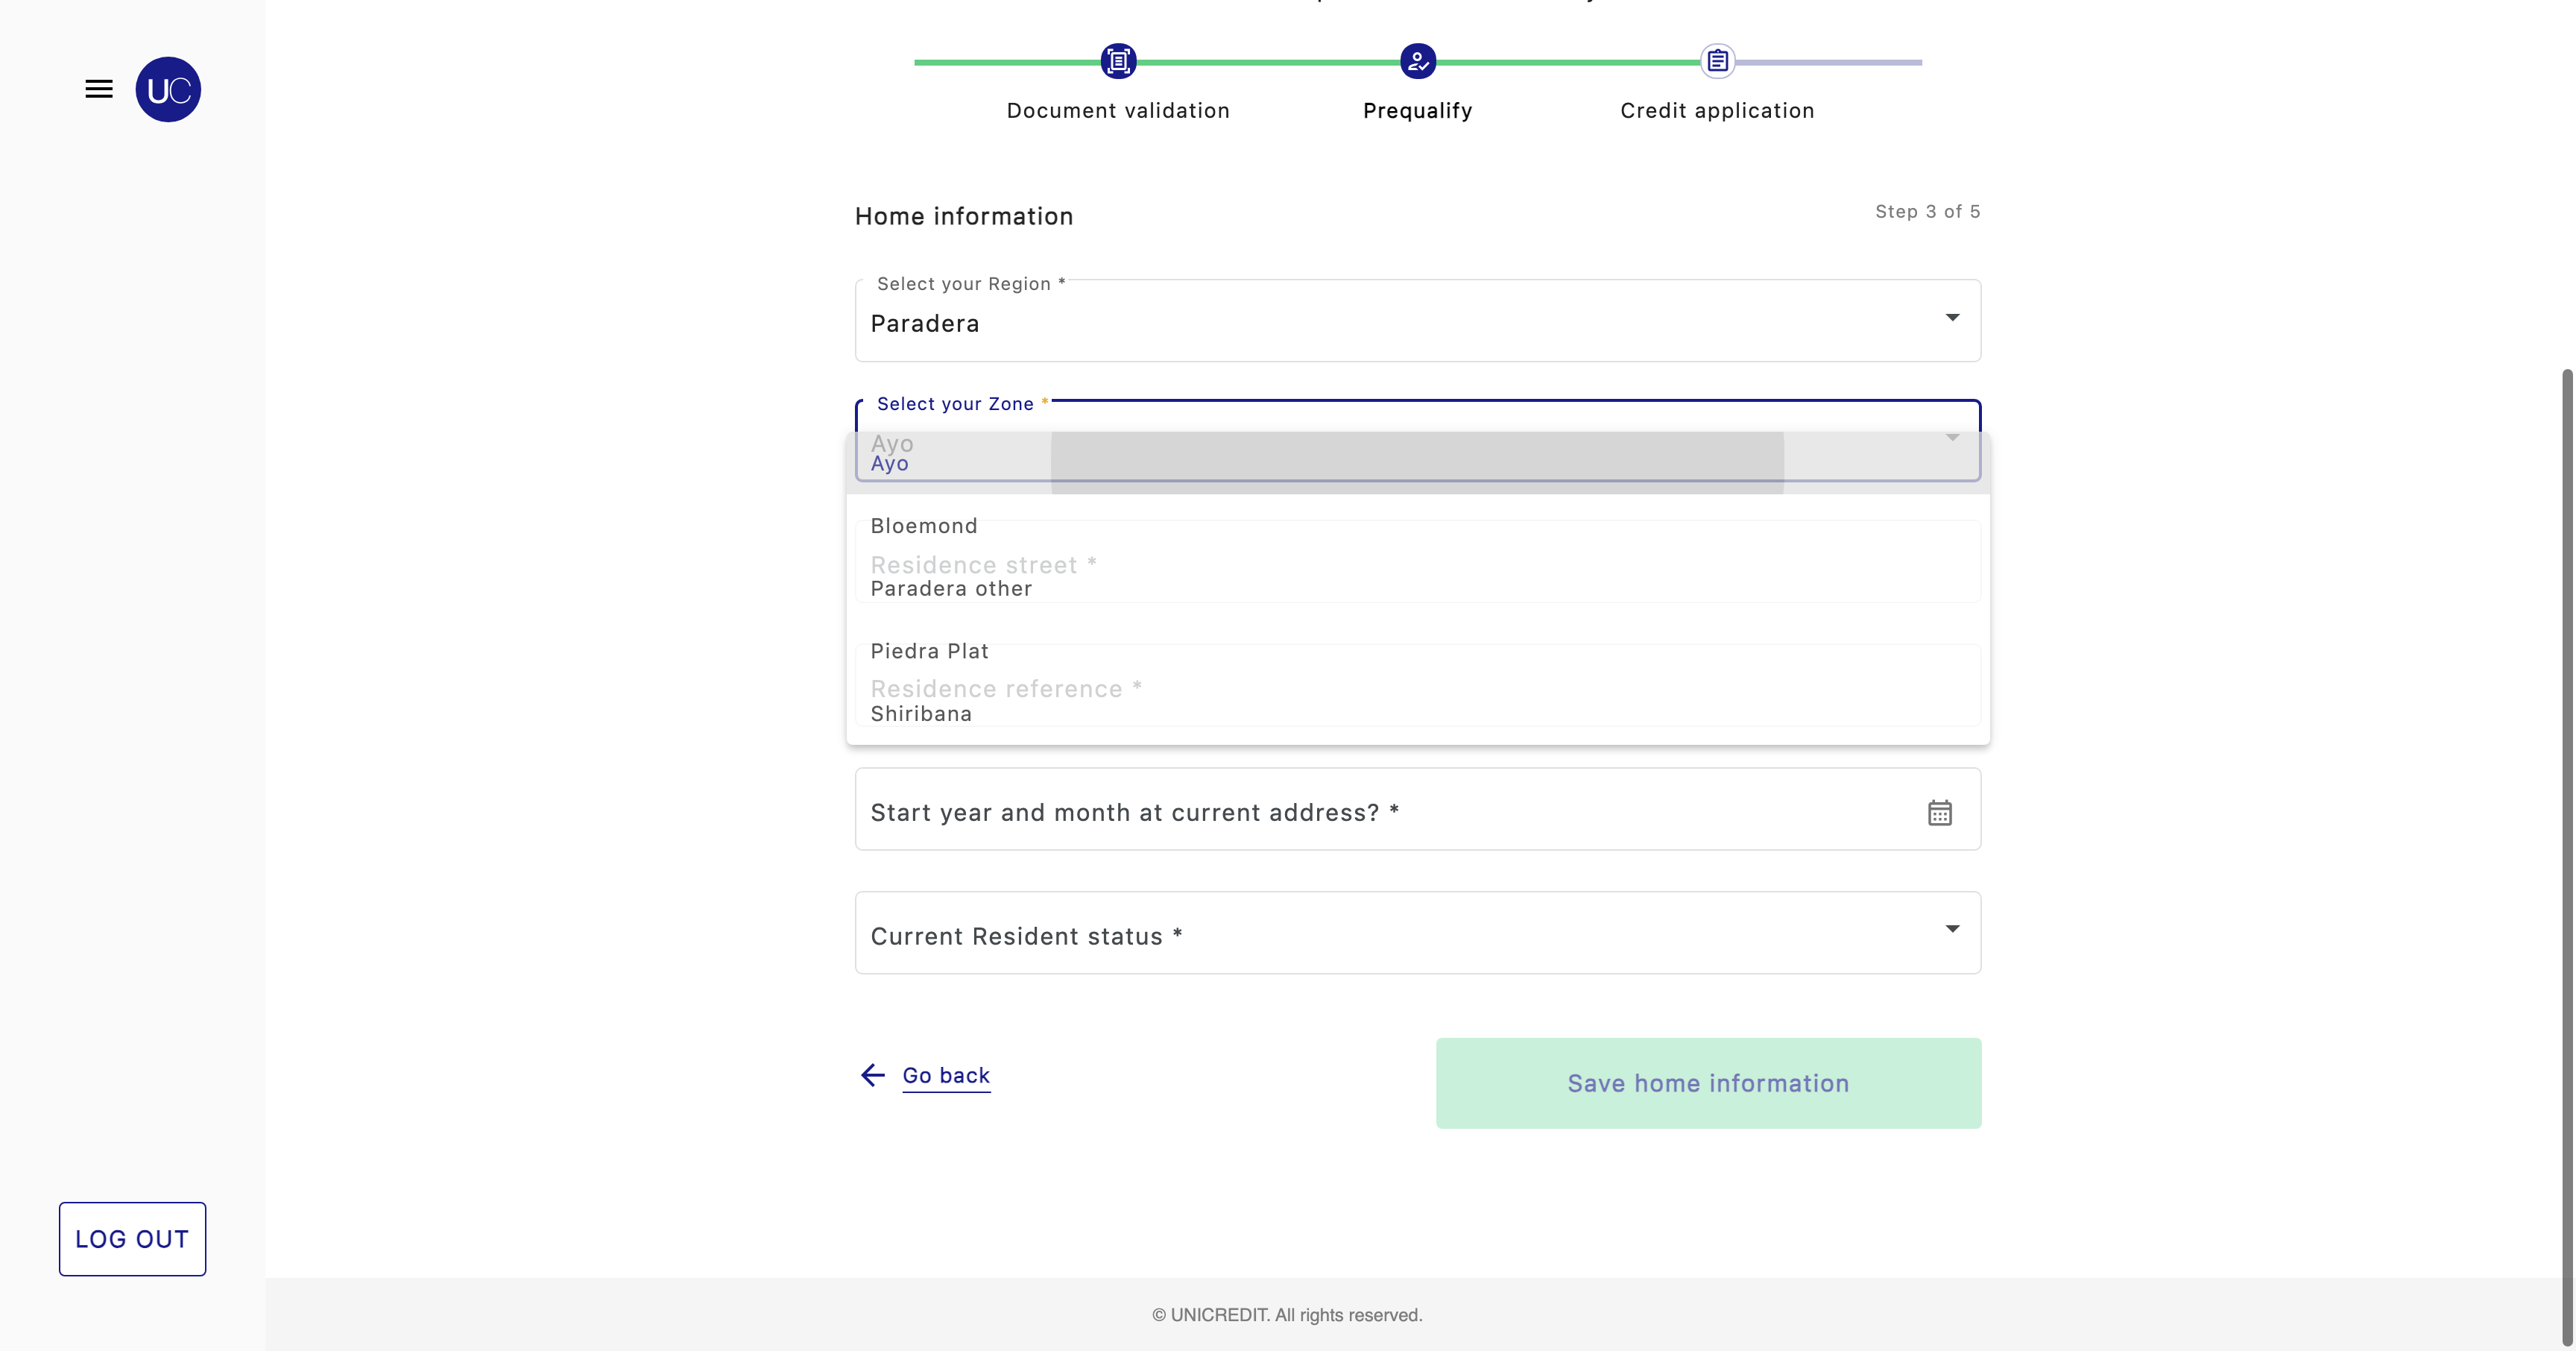 UC
Document validation
Prequalify
Credit application
Home information
Step 3 of 5
Select your Region *
Paradera
Select your Zone *
Ayo
Ayo
Bloemond
Residence street *
Paradera other
Piedra Plat
Residence reference *
Shiribana
Start year and month at current address? *
Current Resident status *
Go back
Save home information
LOG OUT
© UNICREDIT. All rights reserved.